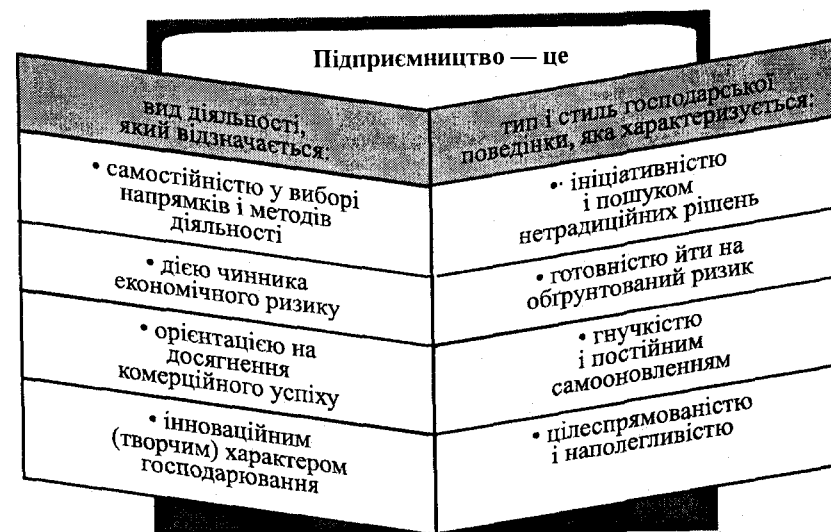 Підприємництво — це
вид діяльності,
який відзначається:
• самостійністю у виборі
напрямків і методів
діяльності
• дією чинника
економічного ризику
• орієнтацією на
досягнення
комерційного успіху
• інноваційним
(творчим) характером
господарювання
тип і стиль господарської
поведінки, яка характеризується:
• ініціативністю
і пошуком
нетрадиційних рішень
• готовністю йти на
обґрунтований ризик
• гнучкістю
і постійним
самооновленням
• цілеспрямованістю
і наполегливістю